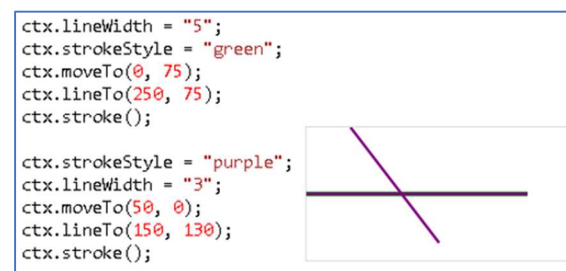 ctx.lineWidth = "5";
ctx.strokeStyle = "green";
ctx.moveTo(0, 75);
ctx.lineTo(250, 75);
ctx.stroke();
ctx.strokeStyle = "purple";
ctx.lineWidth = "3";
ctx.moveTo(50, 0);
ctx.lineTo(150, 130);
ctx.stroke();